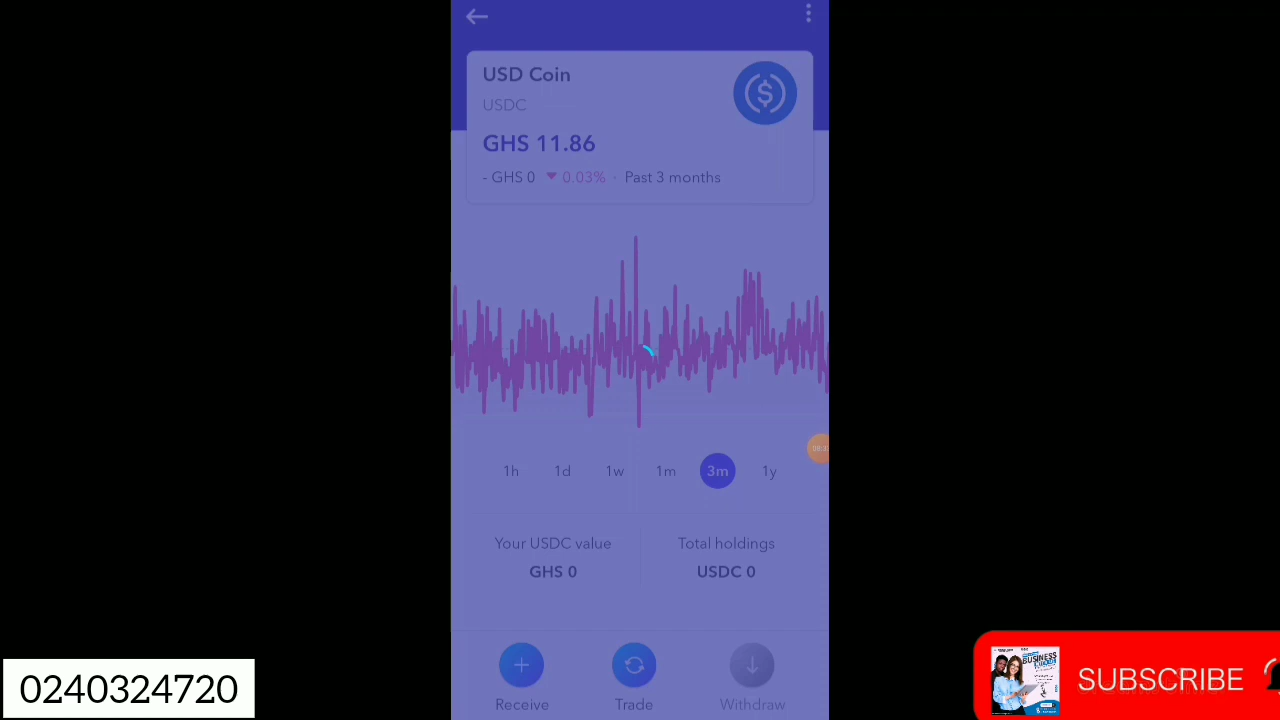 USD Coin
USDC
GHS 11.86
- GHS 0 ▼ 0.03% · Past 3 months
1h 1d 1w 1m 3m 1y
Your USDC value Total holdings
GHS 0 USDC 0
Receive Trade Withdraw
0240324720
BUSINESS
SUBSCRIBE